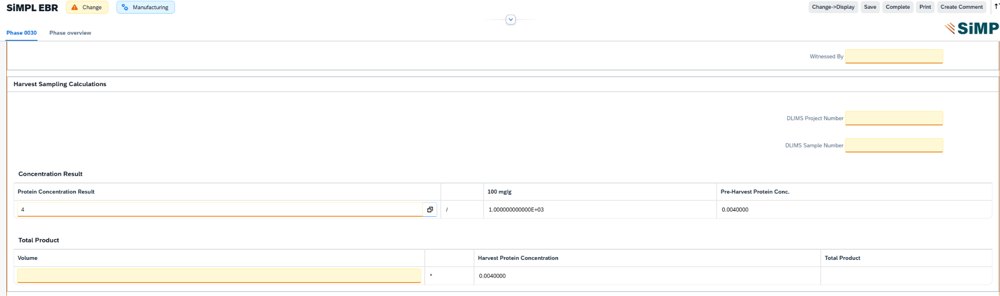 SiMPL EBR Change Manufacturing Change->Display Save Complete Print Create Comment
Phase 0030 Phase overview SiMP
Witnessed By
Harvest Sampling Calculations
DLIMS Project Number
DLIMS Sample Number
Concentration Result
Protein Concentration Result 100 mg/g Pre-Harvest Protein Conc.
4 / 1.000000000000E+03 0.0040000
Total Product
Volume Harvest Protein Concentration Total Product
* 0.0040000